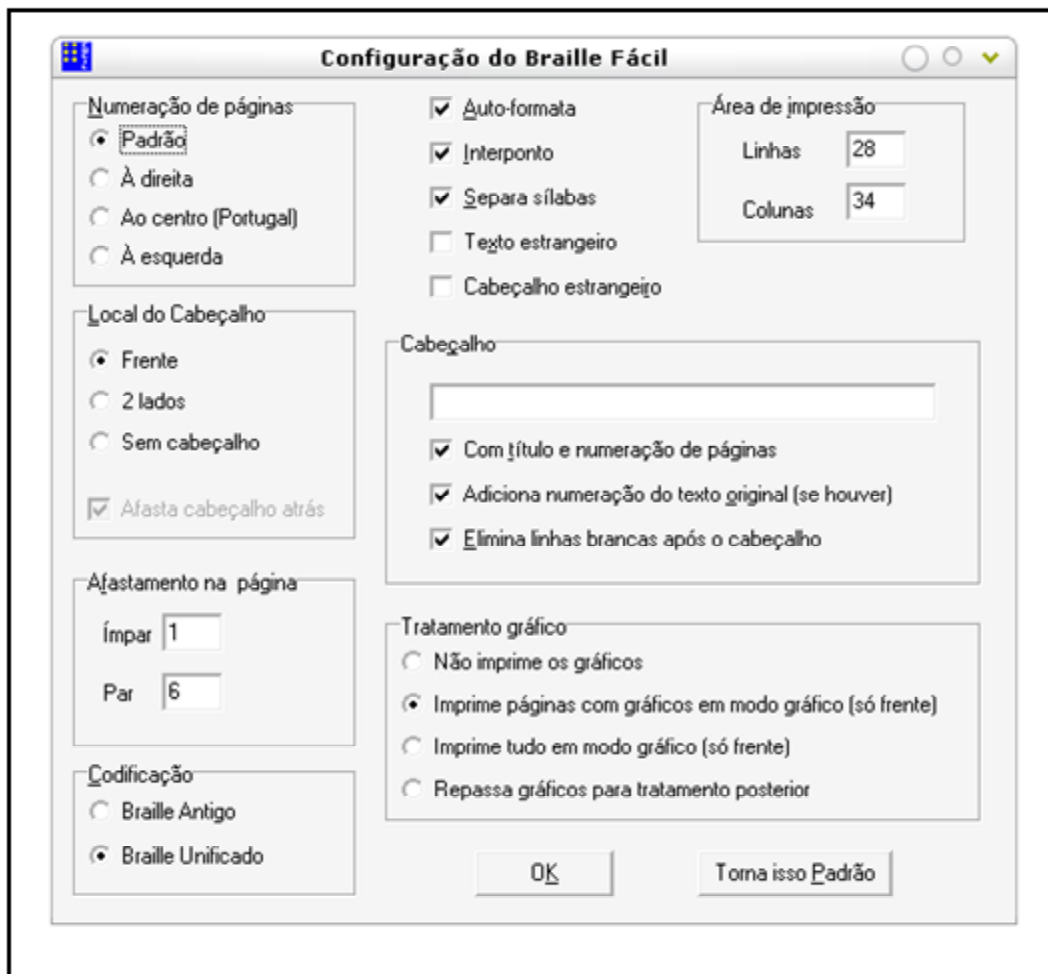 Configuração do Braille Fácil
Numeração de páginas
Padrão
À direita
Ao centro (Portugal)
À esquerda
Auto-formata
Interponto
Separa sílabas
Texto estrangeiro
Cabeçalho estrangeiro
Área de impressão
Linhas 28
Colunas 34
Local do Cabeçalho
Frente
2 lados
Sem cabeçalho
Afasta cabeçalho atrás
Cabeçalho
Com título e numeração de páginas
Adiciona numeração do texto original (se houver)
Elimina linhas brancas após o cabeçalho
Afastamento na página
Ímpar 1
Par 6
Tratamento gráfico
Não imprime os gráficos
Imprime páginas com gráficos em modo gráfico (só frente)
Imprime tudo em modo gráfico (só frente)
Repassa gráficos para tratamento posterior
Codificação
Braille Antigo
Braille Unificado
OK
Torna isso Padrão